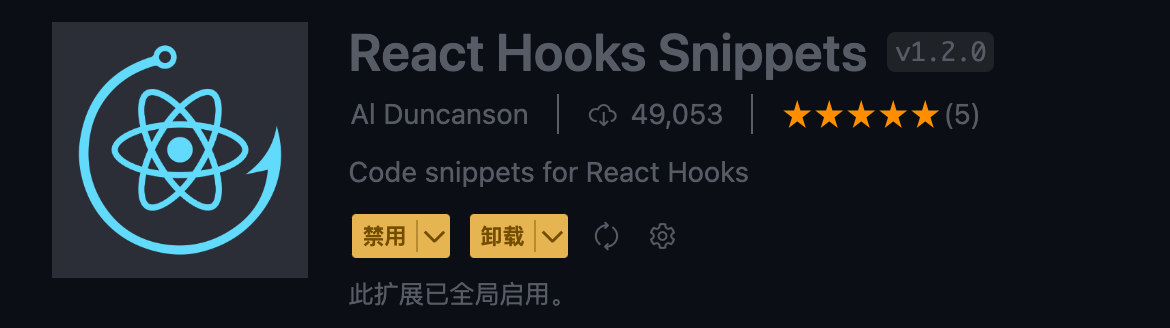 React Hooks Snippets v1.2.0
Al Duncanson 49,053 (5)
Code snippets for React Hooks
禁用 卸载
此扩展已全局启用。